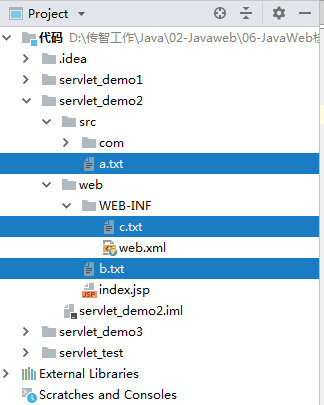 Project
代码 D:\传智工作\Java\02-Javaweb\06-JavaWeb核
.idea
servlet_demo1
servlet_demo2
src
com
a.txt
web
WEB-INF
c.txt
web.xml
b.txt
JSP index.jsp
servlet_demo2.iml
servlet_demo3
servlet_test
External Libraries
Scratches and Consoles